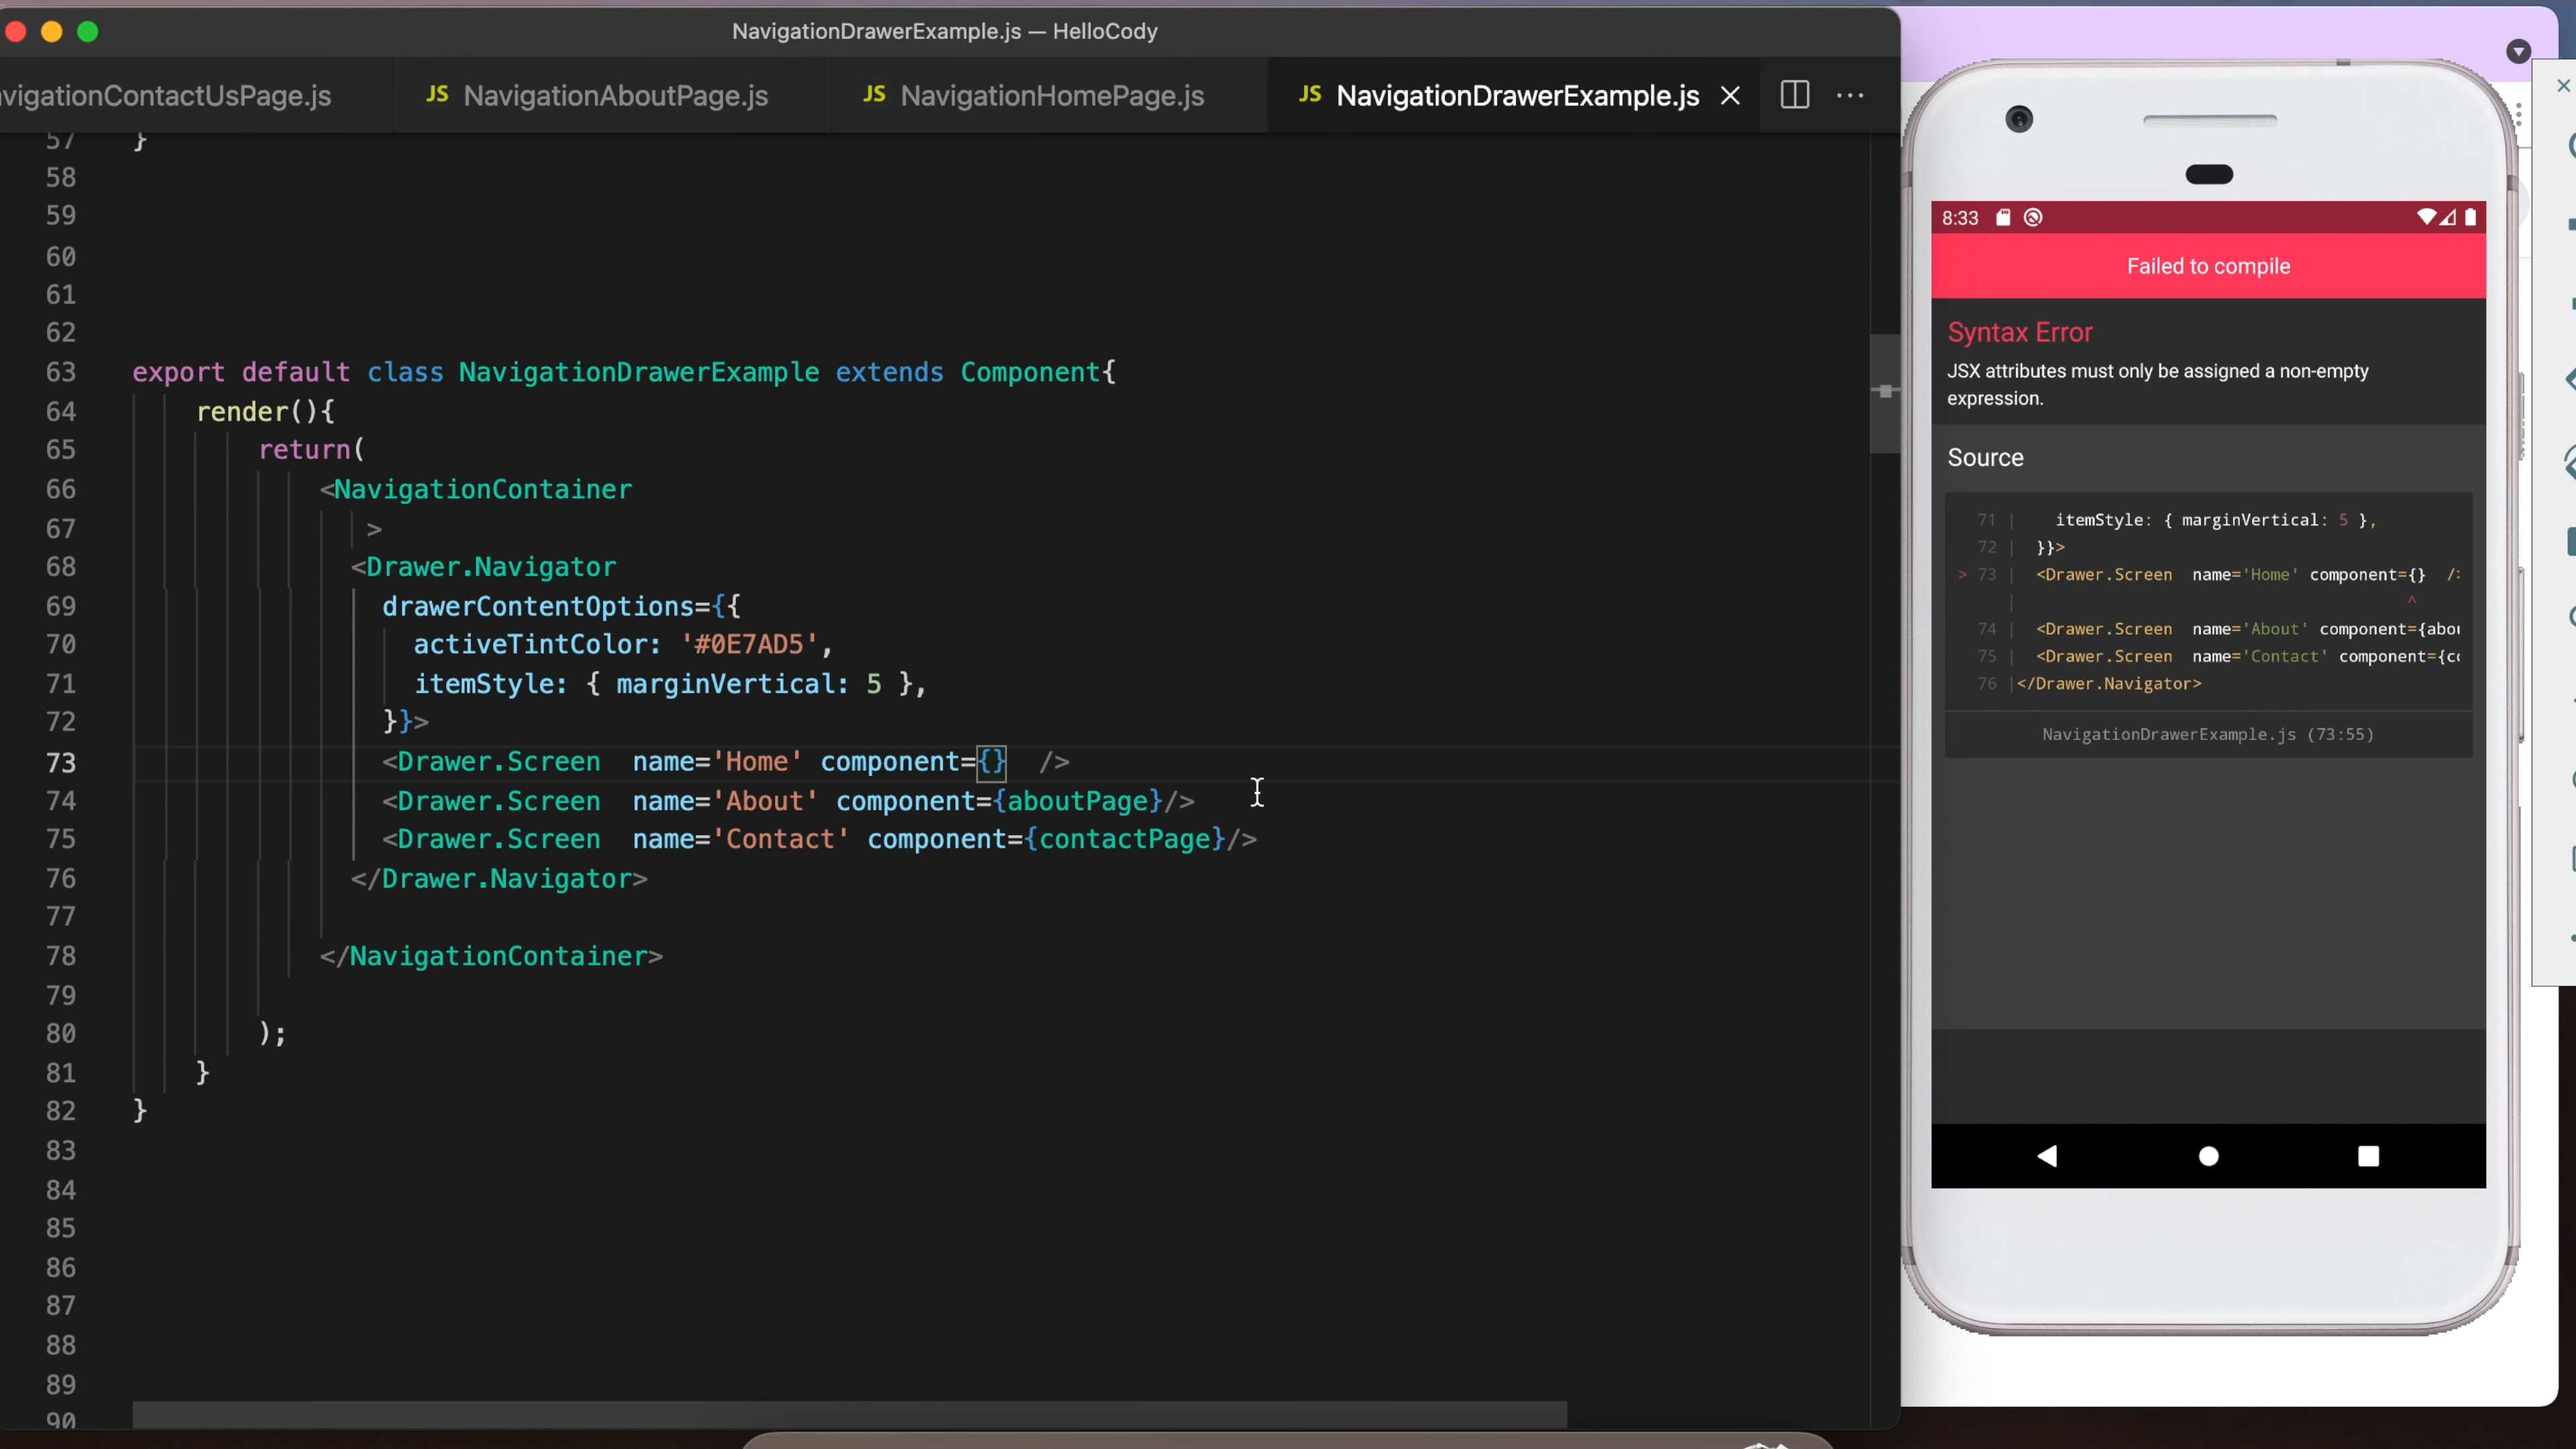 NavigationDrawerExample.js — HelloCody
avigationContactUsPage.js
JS NavigationAboutPage.js
JS NavigationHomePage.js
JS NavigationDrawerExample.js
57 }
58
59
60
61
62
63 export default class NavigationDrawerExample extends Component{
64 render(){
65 return(
66 <NavigationContainer
67 >
68 <Drawer.Navigator
69 drawerContentOptions={{
70 activeTintColor: '#0E7AD5',
71 itemStyle: { marginVertical: 5 },
72 }}>
73 <Drawer.Screen name='Home' component={} />
74 <Drawer.Screen name='About' component={aboutPage}/>
75 <Drawer.Screen name='Contact' component={contactPage}/>
76 </Drawer.Navigator>
77
78 </NavigationContainer>
79
80 );
81 }
82 }
83
84
85
86
87
88
89
90
8:33
Failed to compile
Syntax Error
JSX attributes must only be assigned a non-empty
expression.
Source
71 | itemStyle: { marginVertical: 5 },
72 | }}>
> 73 | <Drawer.Screen name='Home' component={} />
| ^
74 | <Drawer.Screen name='About' component={abou
75 | <Drawer.Screen name='Contact' component={co
76 |</Drawer.Navigator>
NavigationDrawerExample.js (73:55)